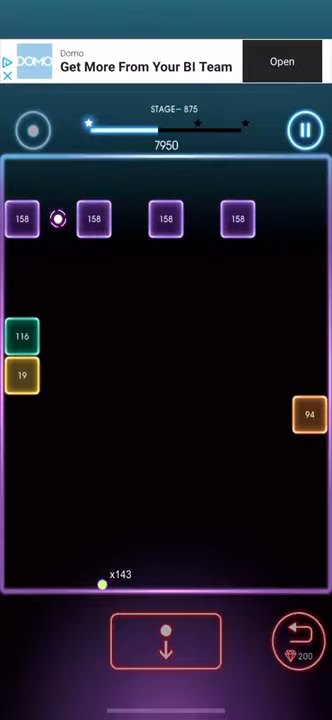 Domo
DOMO
Get More From Your BI Team
Open
STAGE- 875
7950
158 158 158 158
116
19
94
x143
200